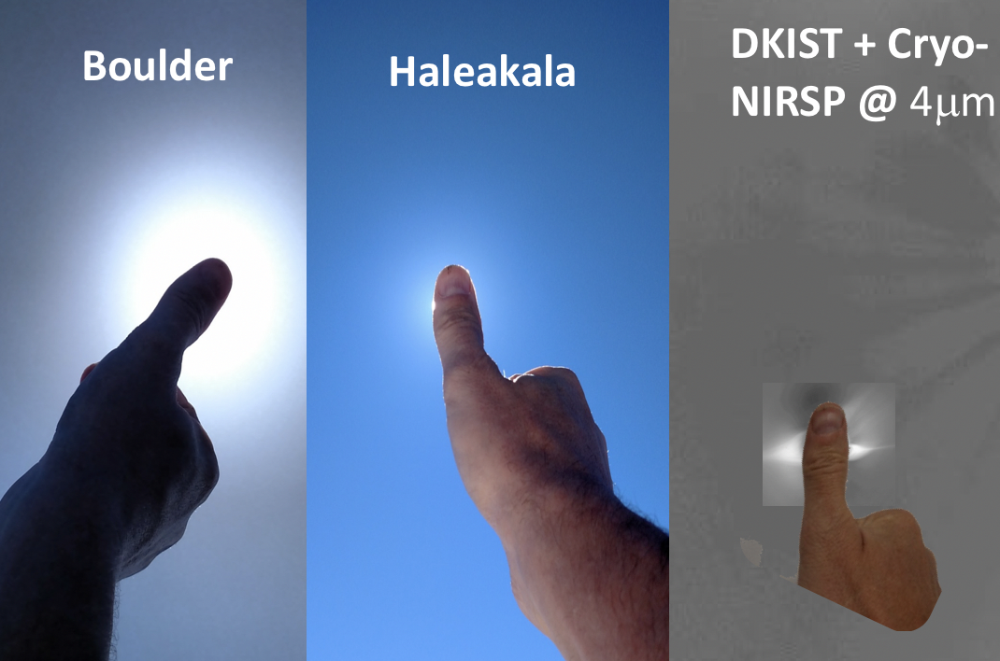 Boulder
Haleakala
DKIST + Cryo-
NIRSP @ 4μm